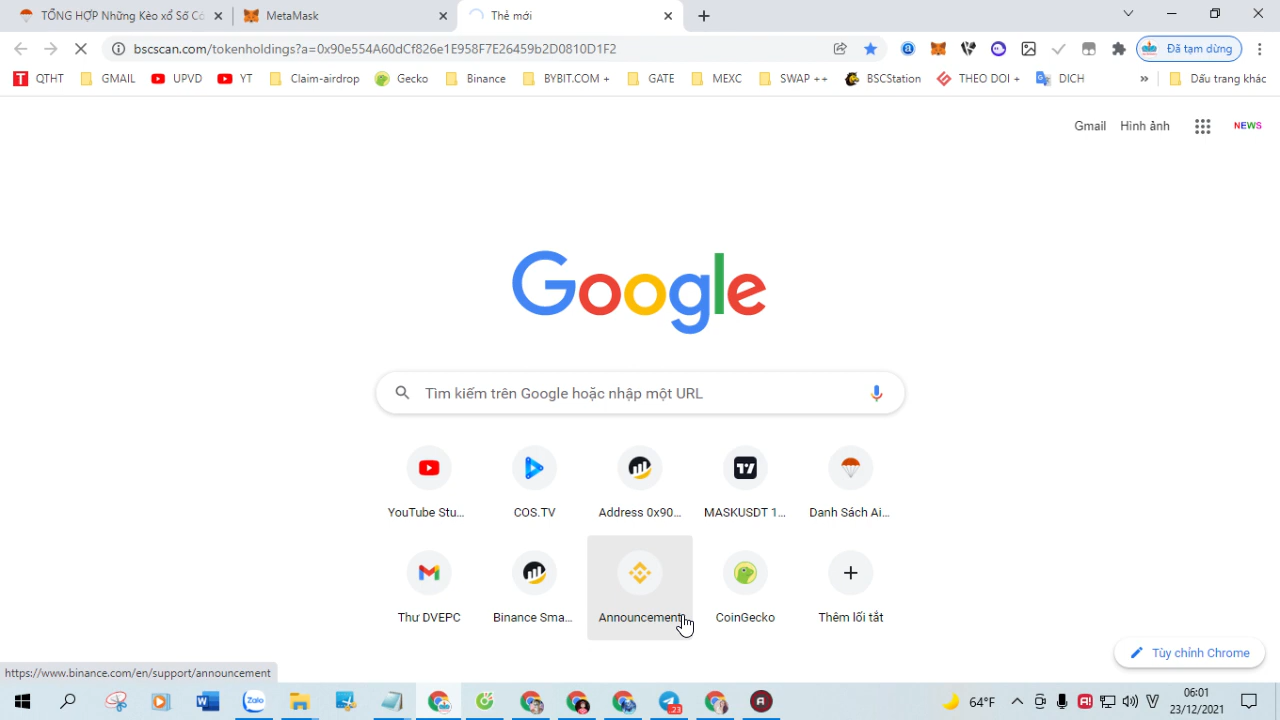 TỔNG HỢP Những Kèo xổ Số Có
MetaMask
Thẻ mới
bscscan.com/tokenholdings?a=0x90e554A60dCf826e1E958F7E26459b2D0810D1F2
Đã tạm dừng
QTHT
GMAIL
UPVD
YT
Claim-airdrop
Gecko
Binance
BYBIT.COM +
GATE
MEXC
SWAP ++
BSCStation
THEO DOI +
DICH
»
Dấu trang khác
Gmail
Hình ảnh
NEWS
Google
Tìm kiếm trên Google hoặc nhập một URL
YouTube Stu...
COS.TV
Address 0x90...
MASKUSDT 1...
Danh Sách Ai...
Thư DVEPC
Binance Sma...
Announcement
CoinGecko
Thêm lối tắt
Tùy chỉnh Chrome
https://www.binance.com/en/support/announcement
Zalo
23
64°F
06:01
23/12/2021